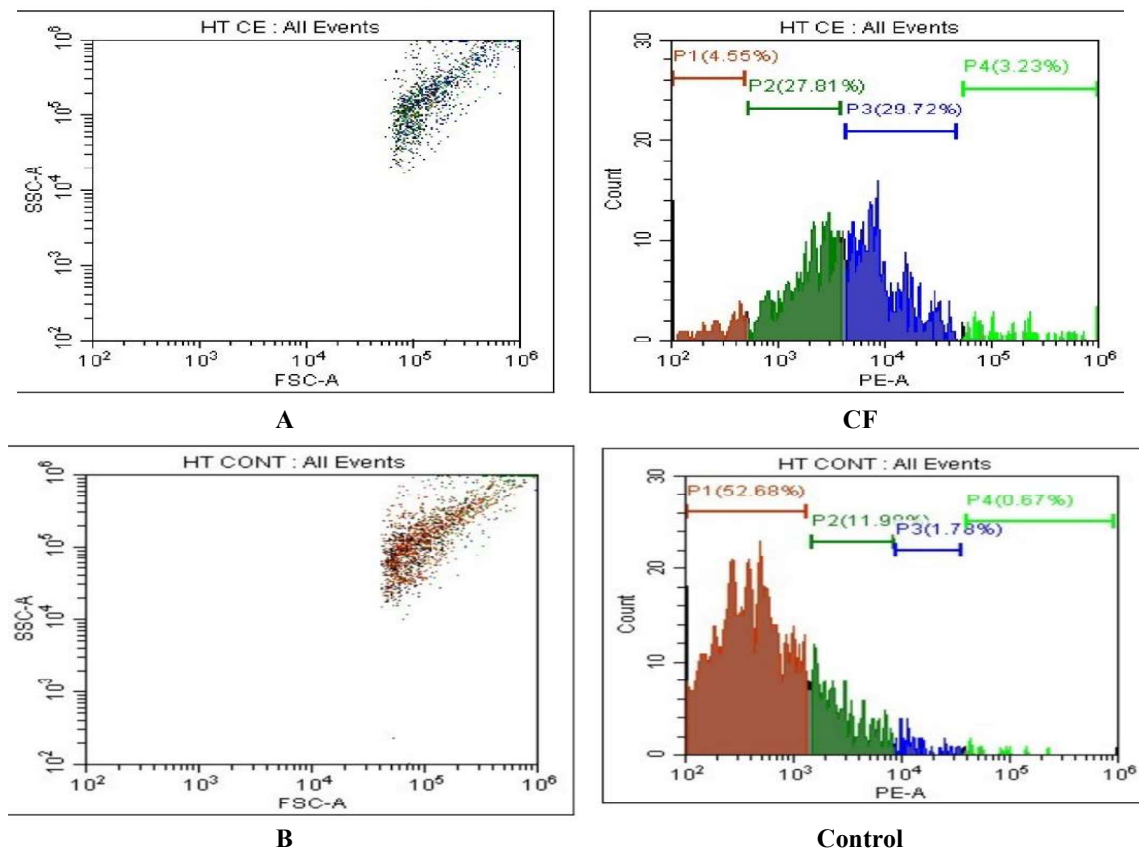 HT CE : All Events
SSC-A
10^6
10^5
10^4
10^3
10^2
10^2 10^3 10^4 10^5 10^6
FSC-A
A
HT CE : All Events
Count
30
20
10
0
P1(4.55%)
P4(3.23%)
P2(27.81%)
P3(29.72%)
10^2 10^3 10^4 10^5 10^6
PE-A
CF
HT CONT : All Events
SSC-A
10^6
10^5
10^4
10^3
10^2
10^2 10^3 10^4 10^5 10^6
FSC-A
B
HT CONT : All Events
Count
30
20
10
0
P1(52.68%)
P4(0.67%)
P3(1.78%)
10^2 10^3 10^4 10^5 10^6
PE-A
Control